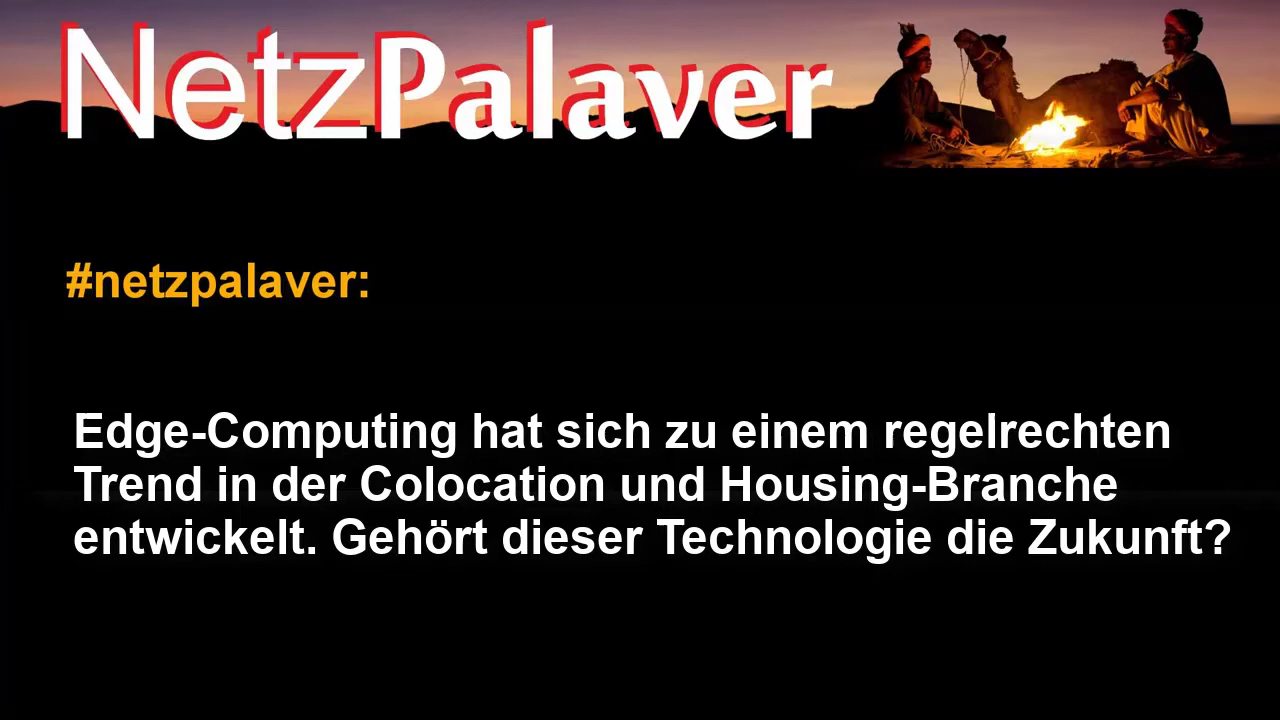 NetzPalaver
#netzpalaver:
Edge-Computing hat sich zu einem regelrechten
Trend in der Colocation und Housing-Branche
entwickelt. Gehört dieser Technologie die Zukunft?